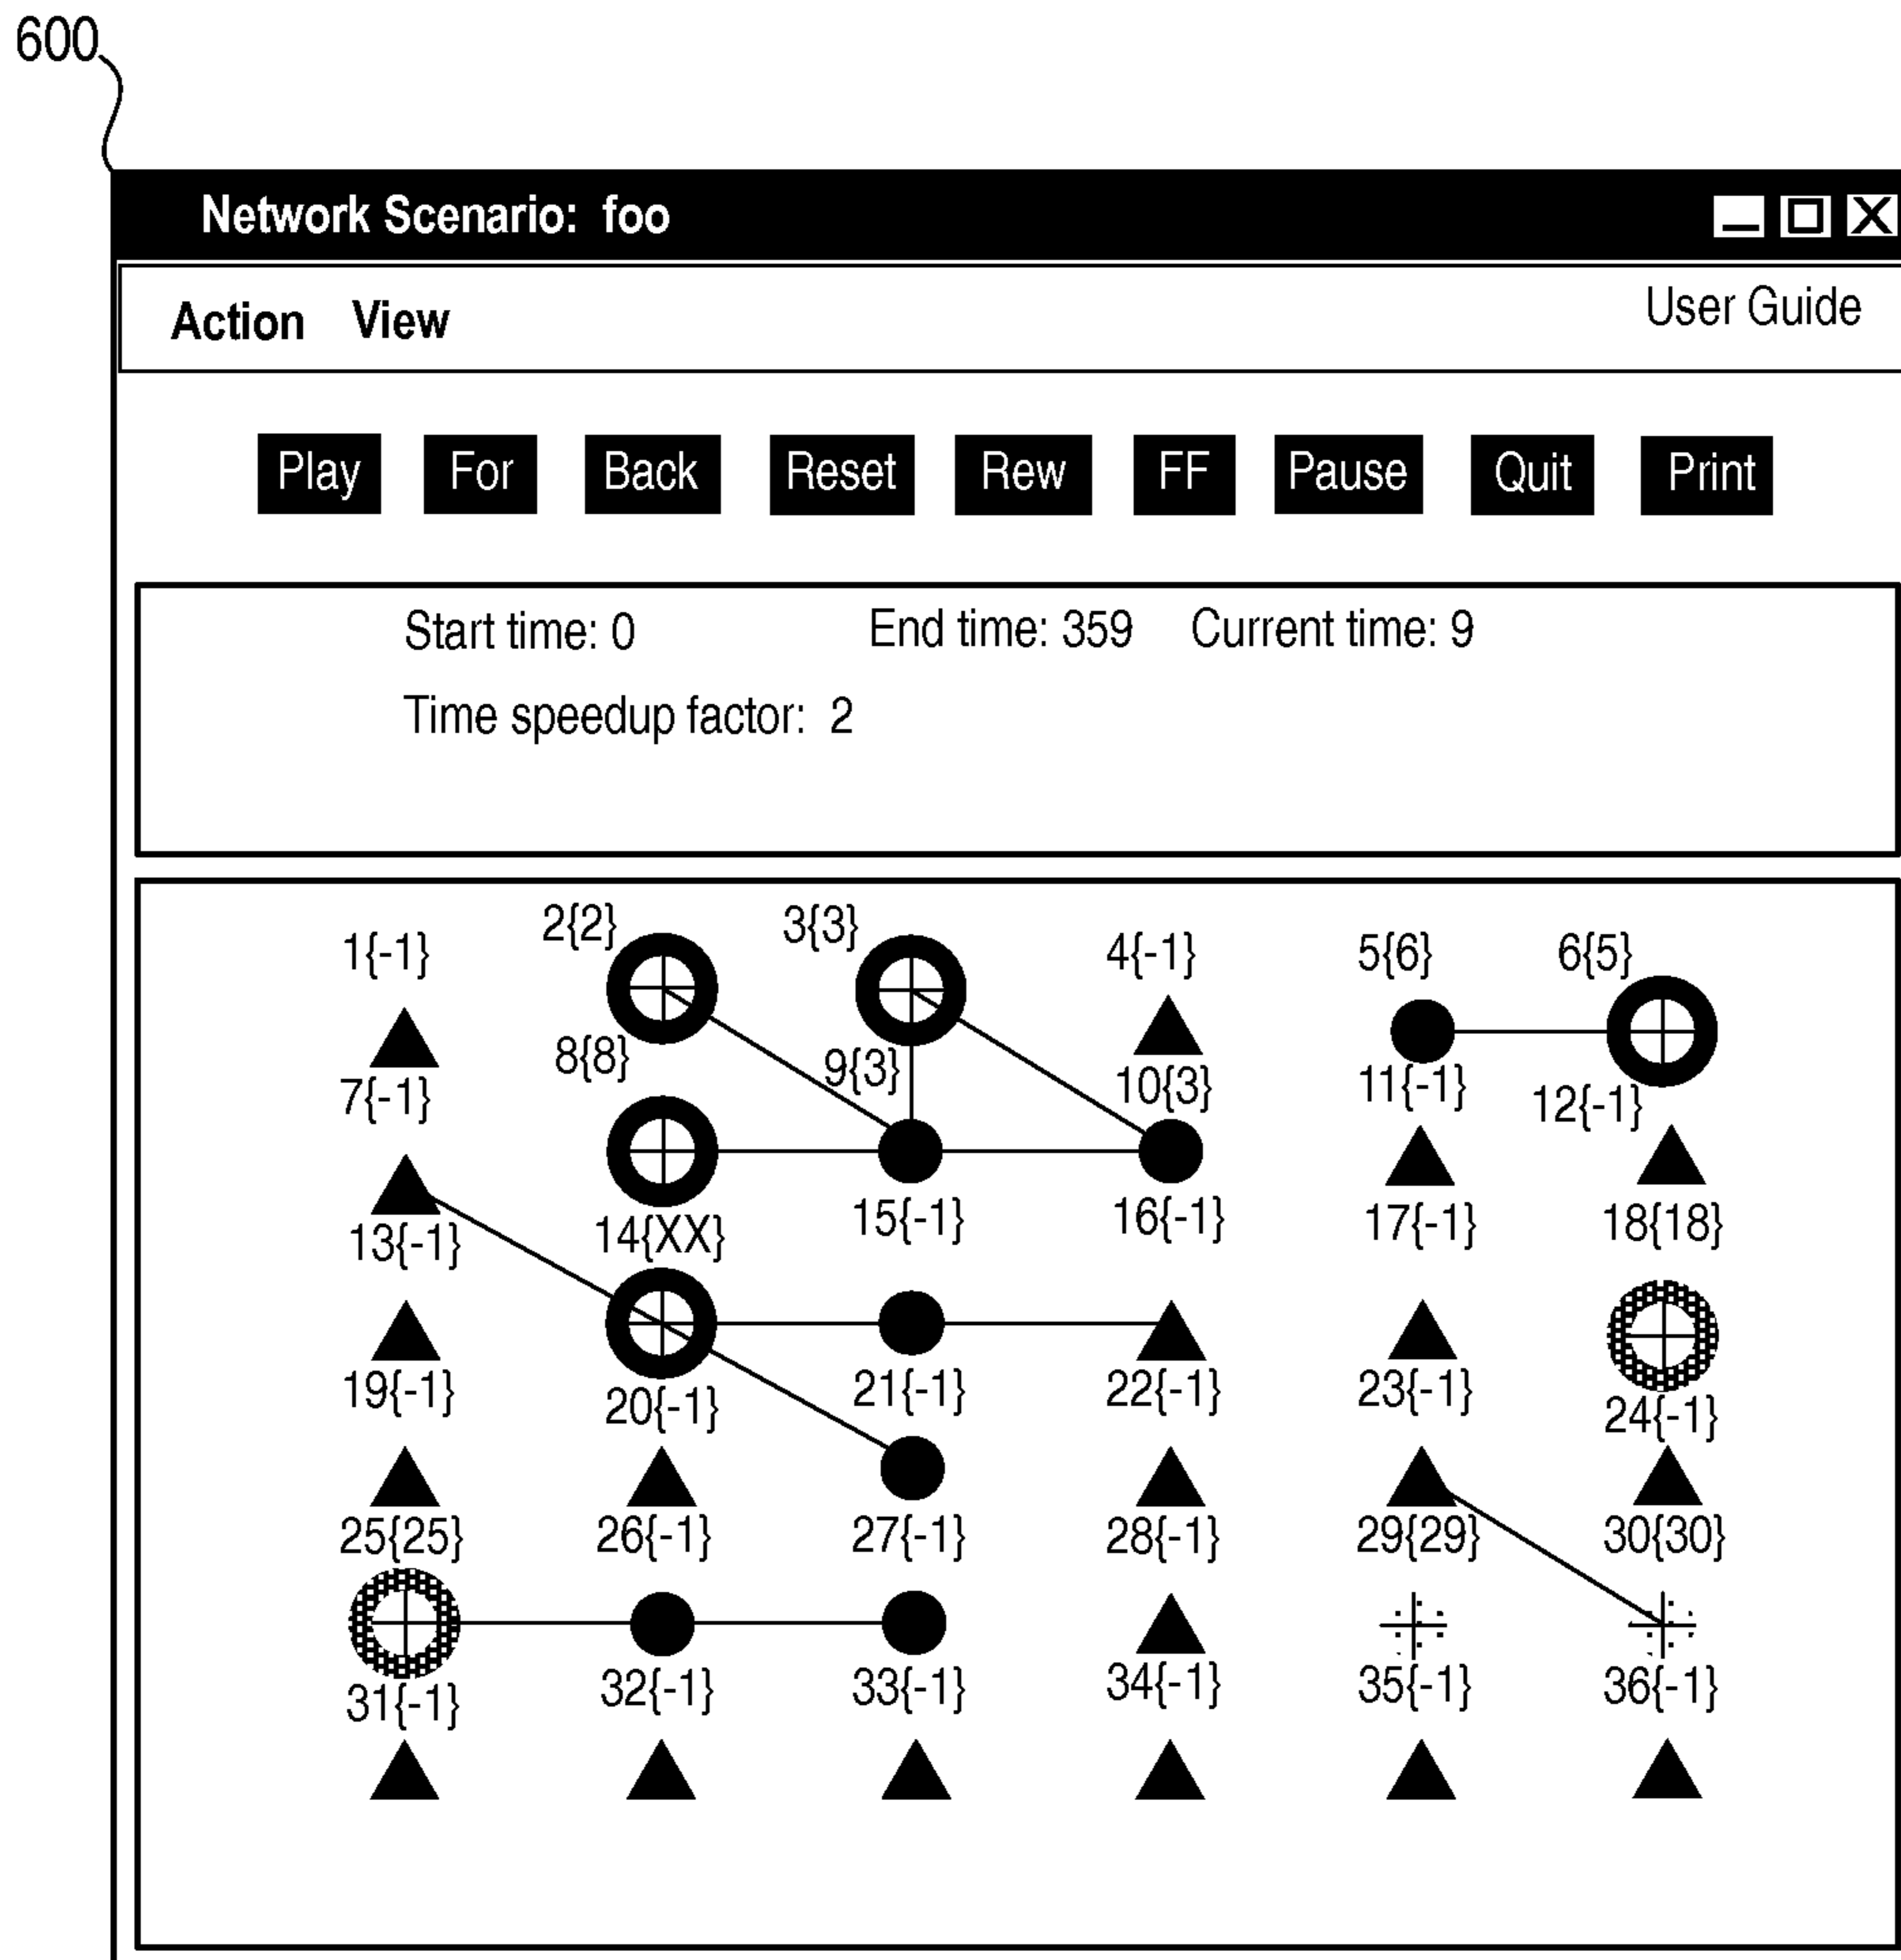 600
Network Scenario: foo
Action View User Guide
Play For Back Reset Rew FF Pause Quit Print
Start time: 0 End time: 359 Current time: 9
Time speedup factor: 2
1{-1} 2{2} 3{3} 4{-1} 5{6} 6{5}
7{-1} 8{8} 9{3} 10{3} 11{-1} 12{-1}
13{-1} 14{XX} 15{-1} 16{-1} 17{-1} 18{18}
19{-1} 20{-1} 21{-1} 22{-1} 23{-1} 24{-1}
25{25} 26{-1} 27{-1} 28{-1} 29{29} 30{30}
31{-1} 32{-1} 33{-1} 34{-1} 35{-1} 36{-1}